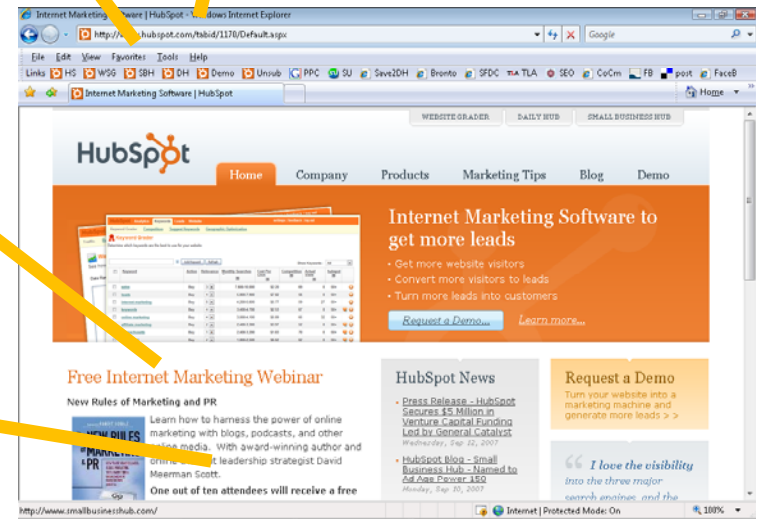 Internet Marketing Software | HubSpot - Windows Internet Explorer
http://www.hubspot.com/tabid/1170/Default.aspx
Google
File Edit View Favorites Tools Help
Links HS WSG SBH DH Demo Unsub PPC SU Save2DH Bronto SFDC TLA SEO CoCm FB post FaceB
Internet Marketing Software | HubSpot
Home
WEBSITE GRADER DAILY HUB SMALL BUSINESS HUB
HubSpot
Home Company Products Marketing Tips Blog Demo
Internet Marketing Software to
get more leads
• Get more website visitors
• Convert more visitors to leads
• Turn more leads into customers
Request a Demo... Learn more...
Keyword Grader
Free Internet Marketing Webinar
New Rules of Marketing and PR
NEW RULES
MARKETING
& PR
Learn how to harness the power of online
marketing with blogs, podcasts, and other
online media. With award-winning author and
online leadership strategist David
Meerman Scott.
One out of ten attendees will receive a free
HubSpot News
• Press Release - HubSpot
Secures $5 Million in
Venture Capital Funding
Led by General Catalyst
Wednesday, Sep 12, 2007
• HubSpot Blog - Small
Business Hub - Named to
Ad Age Power 150
Monday, Sep 10, 2007
Request a Demo
Turn your website into a
marketing machine and
generate more leads > >
“ I love the visibility
into the three major
search engines, and the
http://www.smallbusinesshub.com/
Internet | Protected Mode: On
100%